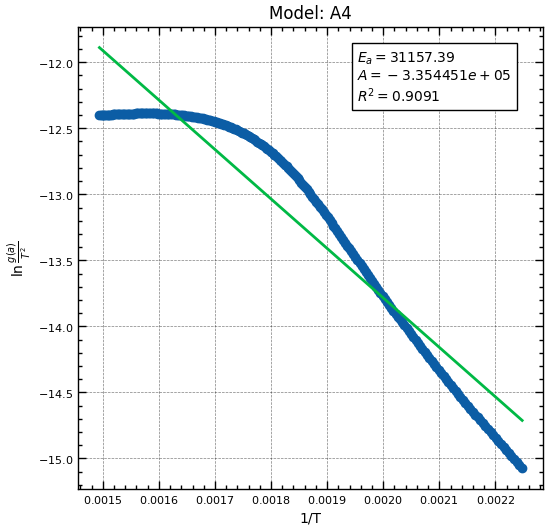 Model: A4
E_a = 31157.39
A = −3.354451e + 05
R² = 0.9091
−12.0
−12.5
−13.0
−13.5
−14.0
−14.5
−15.0
ln g(a)/T²
0.0015 0.0016 0.0017 0.0018 0.0019 0.0020 0.0021 0.0022
1/T